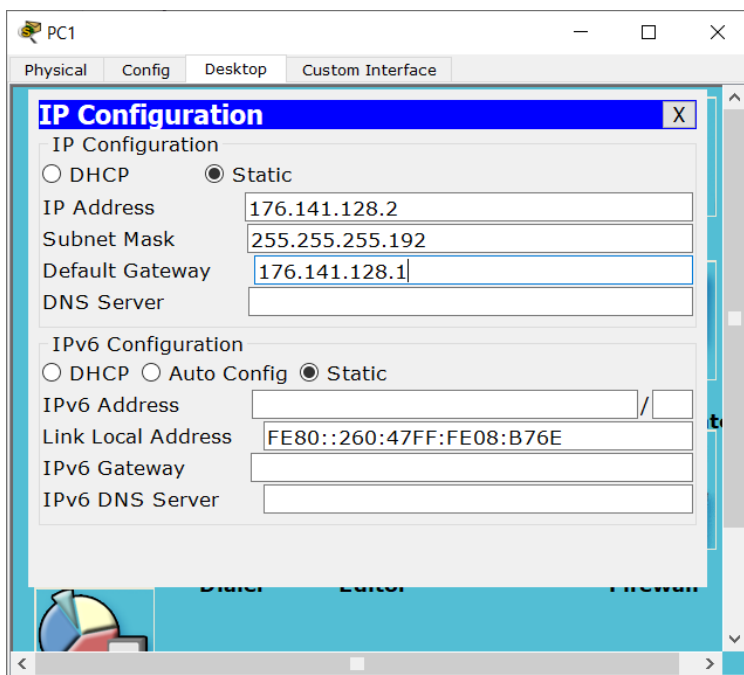 PC1
Physical Config Desktop Custom Interface
IP Configuration X
IP Configuration
DHCP Static
IP Address 176.141.128.2
Subnet Mask 255.255.255.192
Default Gateway 176.141.128.1
DNS Server
IPv6 Configuration
DHCP Auto Config Static
IPv6 Address /
Link Local Address FE80::260:47FF:FE08:B76E
IPv6 Gateway
IPv6 DNS Server